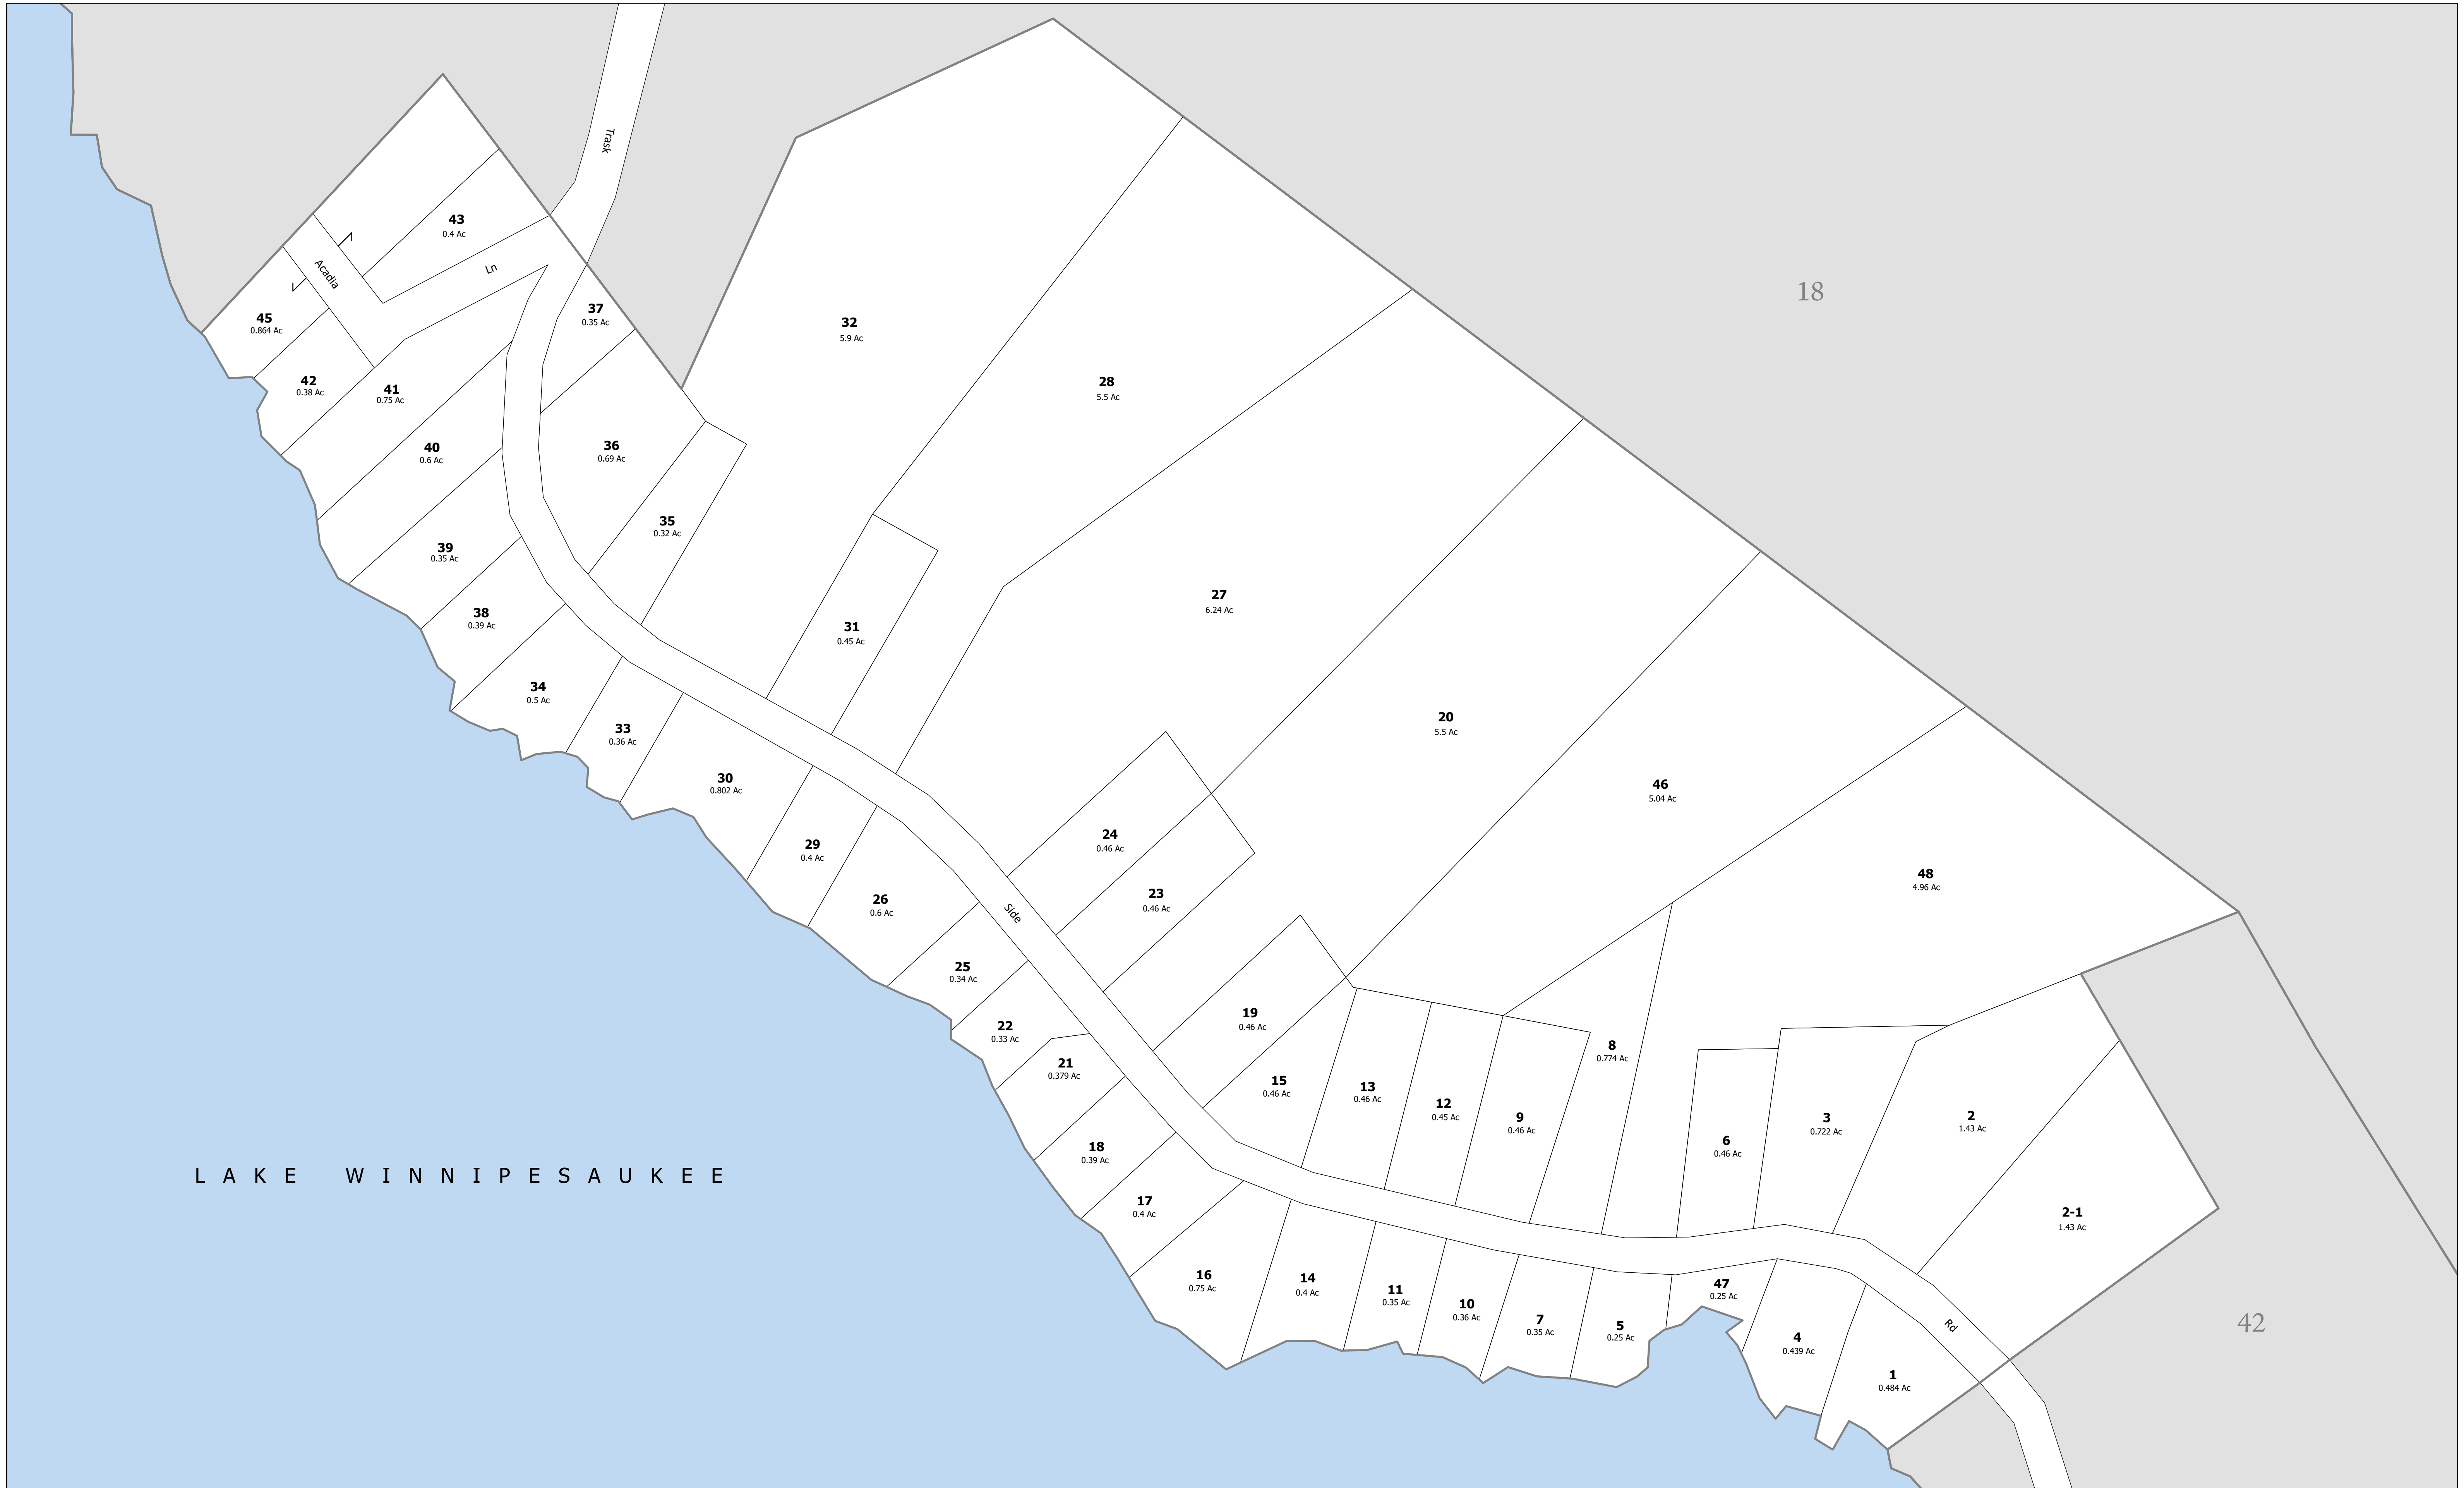 Trask
18
43
0.4 Ac
Ln
Acadia
37
0.35 Ac
45
0.864 Ac
32
5.9 Ac
42
0.38 Ac
41
0.75 Ac
28
5.5 Ac
40
0.6 Ac
36
0.69 Ac
35
0.32 Ac
39
0.35 Ac
27
6.24 Ac
38
0.39 Ac
31
0.45 Ac
34
0.5 Ac
33
0.36 Ac
20
5.5 Ac
30
0.802 Ac
46
5.04 Ac
29
0.4 Ac
24
0.46 Ac
48
4.96 Ac
26
0.6 Ac
23
0.46 Ac
Side
25
0.34 Ac
19
0.46 Ac
22
0.33 Ac
8
0.774 Ac
21
0.379 Ac
15
0.46 Ac
13
0.46 Ac
12
0.45 Ac
9
0.46 Ac
3
0.722 Ac
2
1.43 Ac
6
0.46 Ac
18
0.39 Ac
LAKE WINNIPESAUKEE
17
0.4 Ac
2-1
1.43 Ac
16
0.75 Ac
14
0.4 Ac
11
0.35 Ac
47
0.25 Ac
10
0.36 Ac
7
0.35 Ac
5
0.25 Ac
Rd
42
4
0.439 Ac
1
0.484 Ac